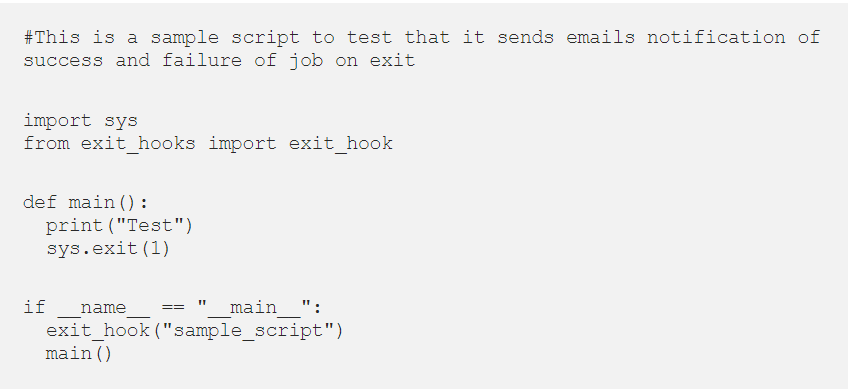 #This is a sample script to test that it sends emails notification of
success and failure of job on exit
import sys
from exit_hooks import exit_hook
def main():
  print("Test")
  sys.exit(1)
if __name__ == "__main__":
  exit_hook("sample_script")
  main()